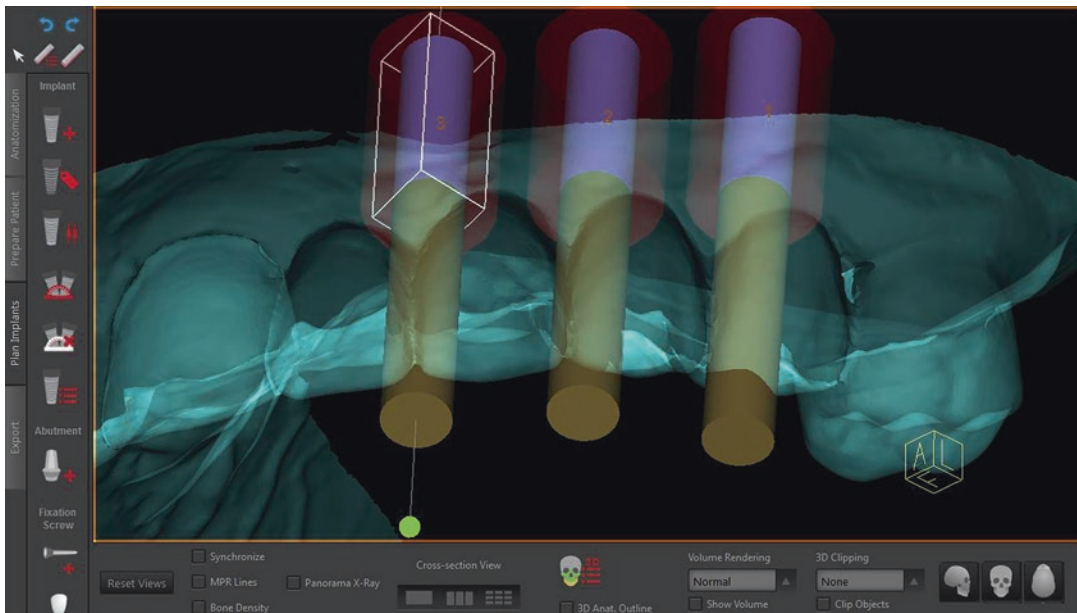 Implant
Anatomization
Prepare Patient
Plan Implants
Export
Abutment
Fixation
Screw
3
2
1
A L
F
Reset Views
Synchronize
MPR Lines
Bone Density
Panorama X-Ray
Cross-section View
3D Anat. Outline
Volume Rendering
Normal
Show Volume
3D Clipping
None
Clip Objects